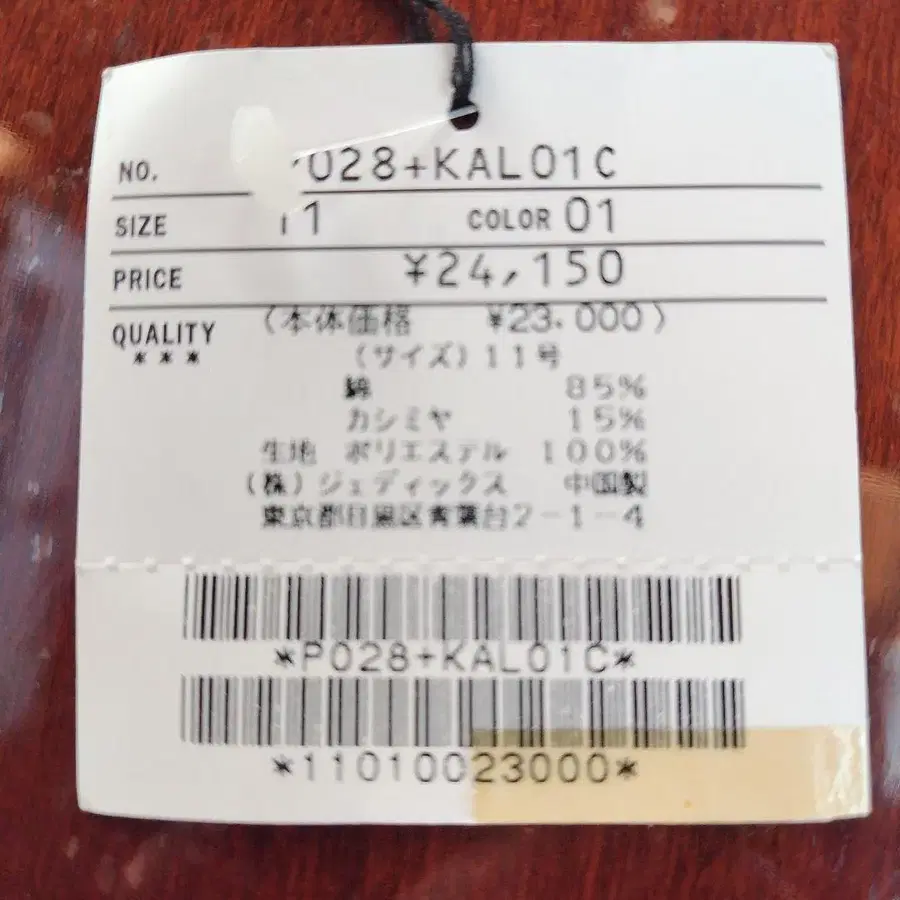 NO. P028+KAL01C
SIZE 11 COLOR 01
PRICE ¥24,150
QUALITY (本体価格 ¥23.000)
*** (サイズ)11号
綿 85%
カシミヤ 15%
生地 ポリエステル 100%
(株)ジェディックス 中国製
東京都目黒区青葉台2-1-4
*P028+KAL01C*
*11010023000*